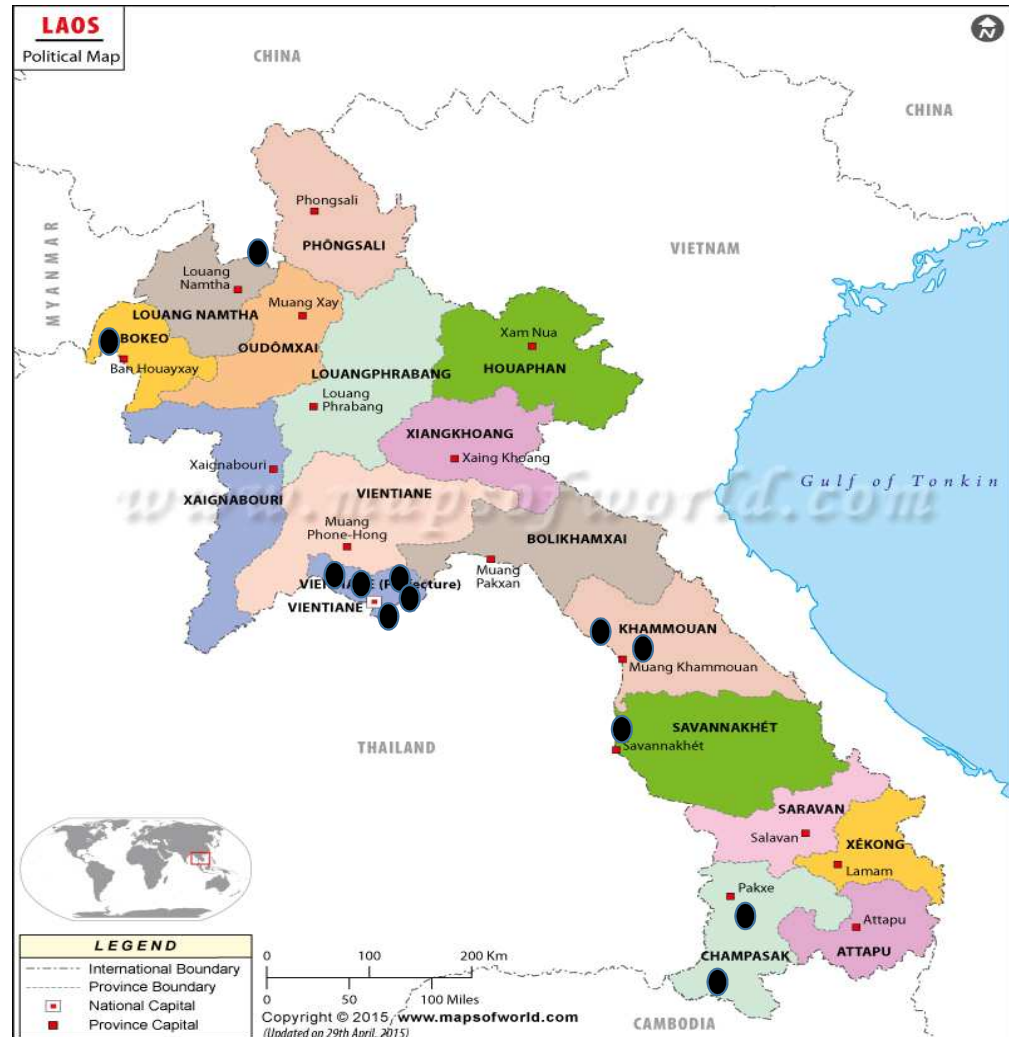 LAOS
Political Map
N
CHINA
CHINA
MYANMAR
VIETNAM
Phongsali
PHÔNGSALI
Louang
Namtha
LOUANG NAMTHA
Muang Xay
OUDÔMXAI
BOKEO
Ban Houayxay
Xam Nua
HOUAPHAN
LOUANGPHRABANG
Louang
Phrabang
XIANGKHOANG
Xaing Khoang
Xaignabouri
XAIGNABOURI
VIENTIANE
www.mapsofworld.com
Gulf of Tonkin
Muang
Phone-Hong
BOLIKHAMXAI
Muang
Pakxan
VIENTIANE
KHAMMOUAN
Muang Khammouan
SAVANNAKHÉT
Savannakhét
THAILAND
SARAVAN
Salavan
XÉKONG
Lamam
Pakxe
Attapu
ATTAPU
CHAMPASAK
CAMBODIA
LEGEND
International Boundary
Province Boundary
National Capital
Province Capital
0 100 200 Km
0 50 100 Miles
Copyright © 2015, www.mapsofworld.com
(Updated on 29th April, 2015)